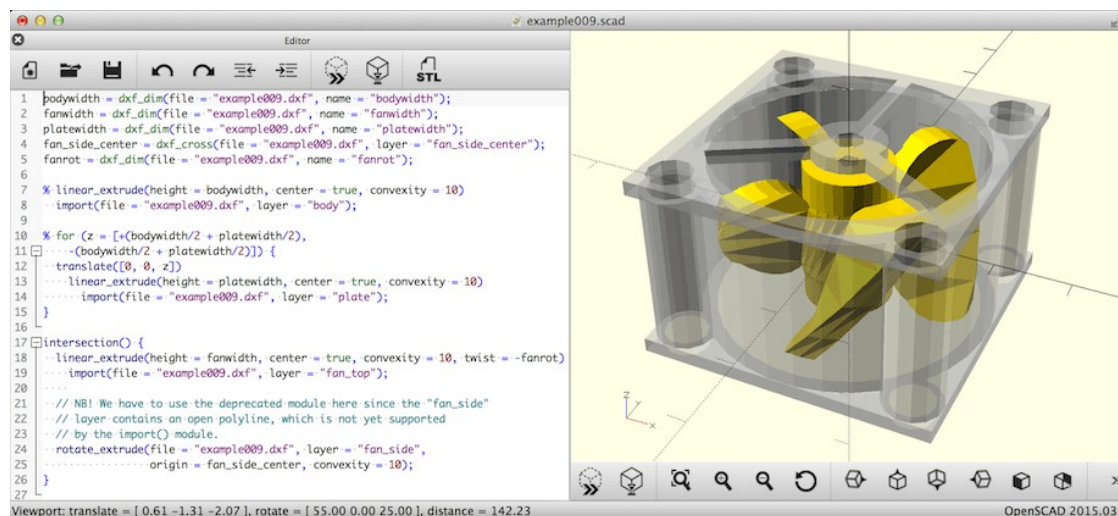 example009.scad
Editor
STL
1 bodywidth = dxf_dim(file = "example009.dxf", name = "bodywidth");
2 fanwidth = dxf_dim(file = "example009.dxf", name = "fanwidth");
3 platewidth = dxf_dim(file = "example009.dxf", name = "platewidth");
4 fan_side_center = dxf_cross(file = "example009.dxf", layer = "fan_side_center");
5 fanrot = dxf_dim(file = "example009.dxf", name = "fanrot");
6
7 % linear_extrude(height = bodywidth, center = true, convexity = 10)
8 import(file = "example009.dxf", layer = "body");
9
10 % for (z = [+(bodywidth/2 + platewidth/2),
11 -(bodywidth/2 + platewidth/2)]) {
12 translate([0, 0, z])
13 linear_extrude(height = platewidth, center = true, convexity = 10)
14 import(file = "example009.dxf", layer = "plate");
15 }
16
17 intersection() {
18 linear_extrude(height = fanwidth, center = true, convexity = 10, twist = -fanrot)
19 import(file = "example009.dxf", layer = "fan_top");
20
21 // NB! We have to use the deprecated module here since the "fan_side"
22 // layer contains an open polyline, which is not yet supported
23 // by the import() module.
24 rotate_extrude(file = "example009.dxf", layer = "fan_side",
25 origin = fan_side_center, convexity = 10);
26 }
27
z
y
x
Viewport: translate = [ 0.61 -1.31 -2.07 ], rotate = [ 55.00 0.00 25.00 ], distance = 142.23
OpenSCAD 2015.03